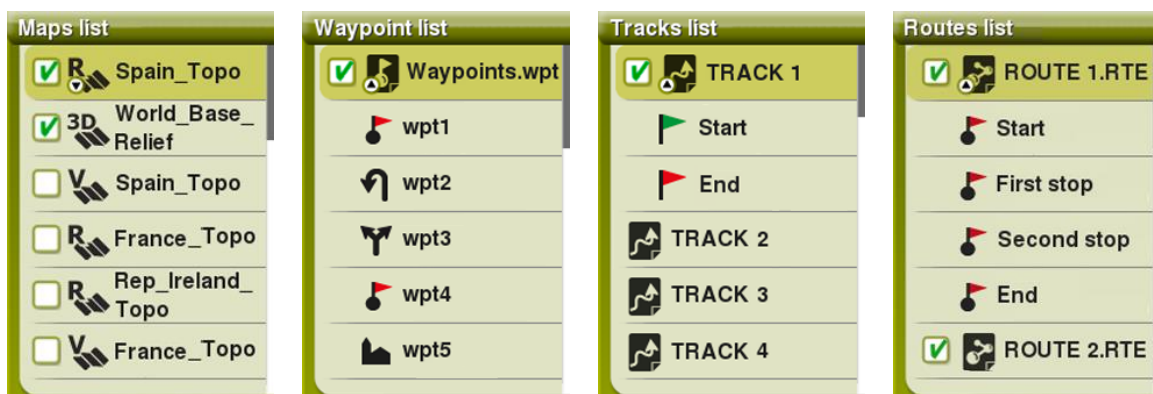 Maps list
R Spain_Topo
3D World_Base_
Relief
V Spain_Topo
R France_Topo
R Rep_Ireland_
Topo
V France_Topo
Waypoint list
Waypoints.wpt
wpt1
wpt2
wpt3
wpt4
wpt5
Tracks list
TRACK 1
Start
End
TRACK 2
TRACK 3
TRACK 4
Routes list
ROUTE 1.RTE
Start
First stop
Second stop
End
ROUTE 2.RTE